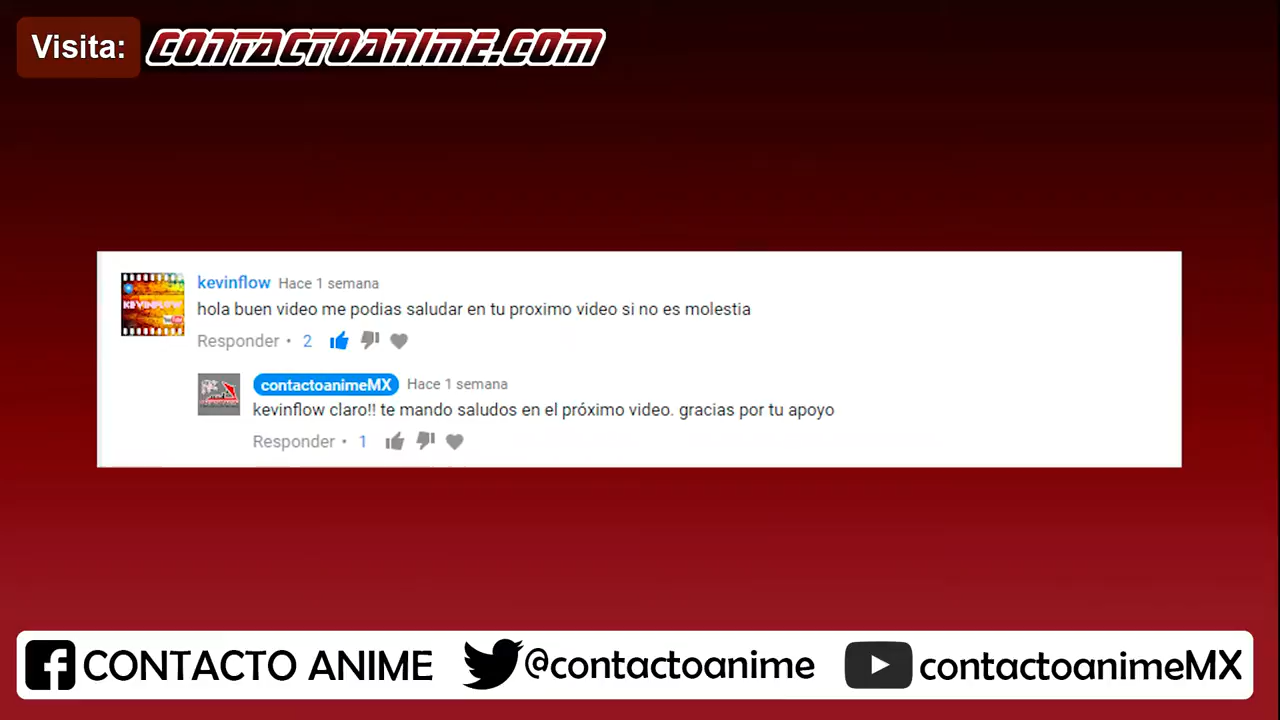 Visita: CONTACTOANIME.COM
KEVINFLOW
kevinflow Hace 1 semana
hola buen video me podias saludar en tu proximo video si no es molestia
Responder • 2
contactoanimeMX Hace 1 semana
kevinflow claro!! te mando saludos en el próximo video. gracias por tu apoyo
Responder • 1
CONTACTO ANIME @contactoanime contactoanimeMX